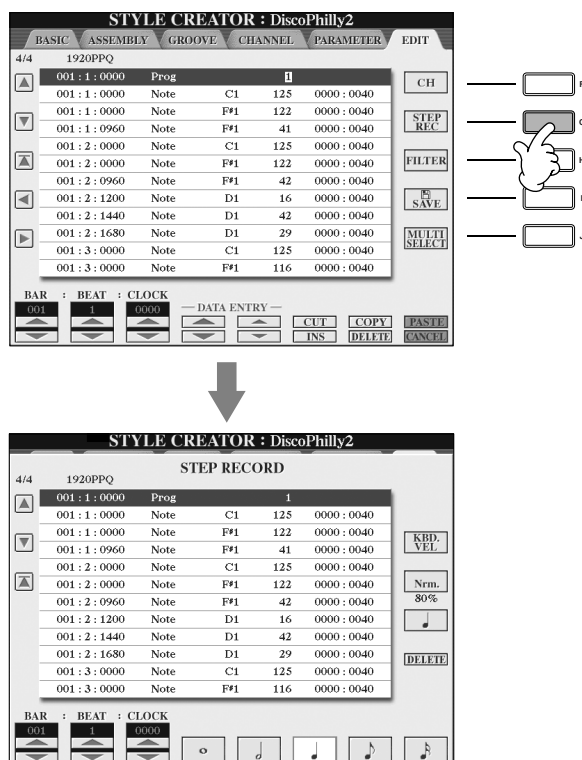 STYLE CREATOR : DiscoPhilly2
BASIC ASSEMBLY GROOVE CHANNEL PARAMETER EDIT
4/4 1920PPQ
001 : 1 : 0000 Prog 1
001 : 1 : 0000 Note C1 125 0000 : 0040
001 : 1 : 0000 Note F#1 122 0000 : 0040
001 : 1 : 0960 Note F#1 41 0000 : 0040
001 : 2 : 0000 Note C1 125 0000 : 0040
001 : 2 : 0000 Note F#1 122 0000 : 0040
001 : 2 : 0960 Note F#1 42 0000 : 0040
001 : 2 : 1200 Note D1 16 0000 : 0040
001 : 2 : 1440 Note D1 42 0000 : 0040
001 : 2 : 1680 Note D1 29 0000 : 0040
001 : 3 : 0000 Note C1 125 0000 : 0040
001 : 3 : 0000 Note F#1 116 0000 : 0040
CH
STEP
REC
FILTER
SAVE
MULTI
SELECT
BAR : BEAT : CLOCK
001 1 0000
DATA ENTRY
CUT COPY PASTE
INS DELETE CANCEL
STYLE CREATOR : DiscoPhilly2
STEP RECORD
4/4 1920PPQ
001 : 1 : 0000 Prog 1
001 : 1 : 0000 Note C1 125 0000 : 0040
001 : 1 : 0000 Note F#1 122 0000 : 0040
001 : 1 : 0960 Note F#1 41 0000 : 0040
001 : 2 : 0000 Note C1 125 0000 : 0040
001 : 2 : 0000 Note F#1 122 0000 : 0040
001 : 2 : 0960 Note F#1 42 0000 : 0040
001 : 2 : 1200 Note D1 16 0000 : 0040
001 : 2 : 1440 Note D1 42 0000 : 0040
001 : 2 : 1680 Note D1 29 0000 : 0040
001 : 3 : 0000 Note C1 125 0000 : 0040
001 : 3 : 0000 Note F#1 116 0000 : 0040
KBD.
VEL
Nrm.
80%
DELETE
BAR : BEAT : CLOCK
001 1 0000